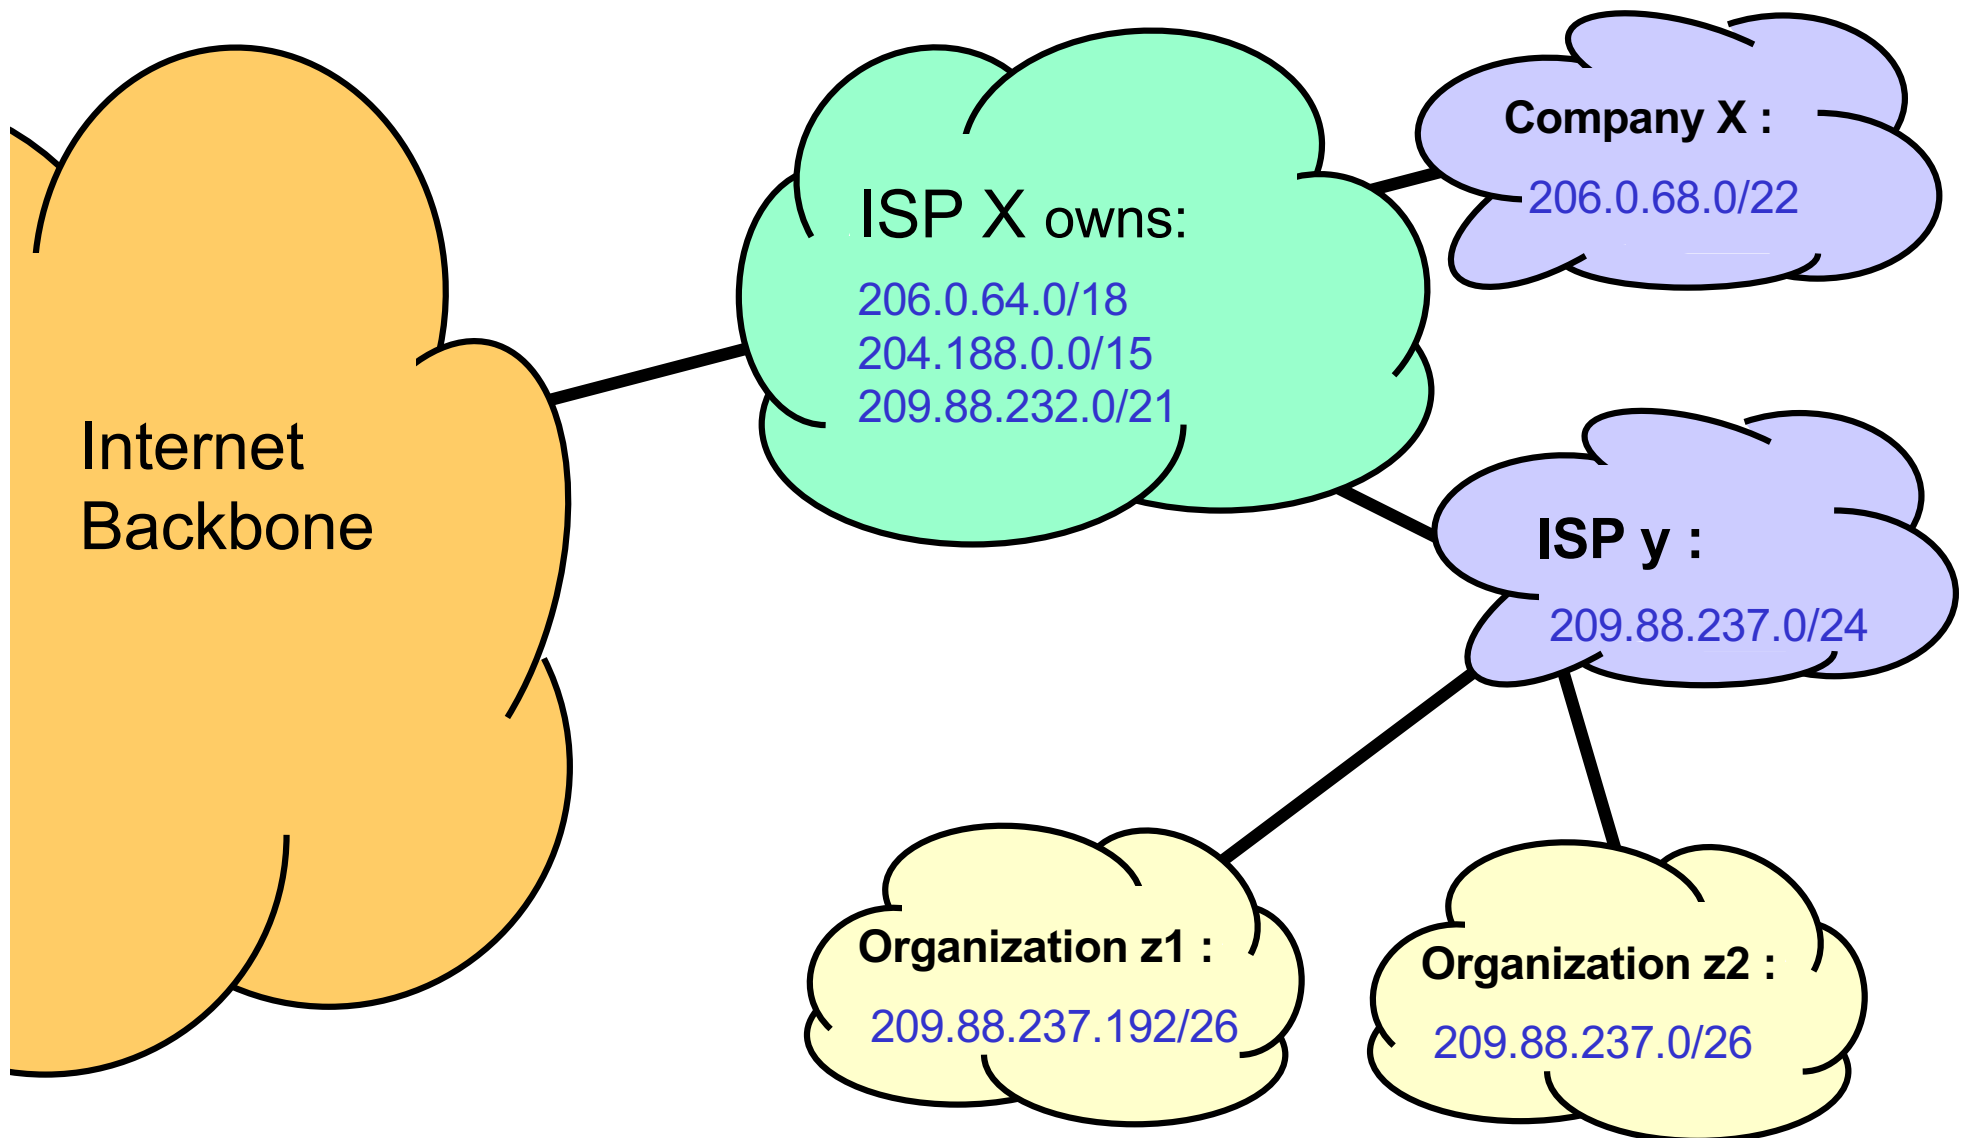 Internet
Backbone
ISP X owns:
206.0.64.0/18
204.188.0.0/15
209.88.232.0/21
Company X :
206.0.68.0/22
ISP y :
209.88.237.0/24
Organization z1 :
209.88.237.192/26
Organization z2 :
209.88.237.0/26